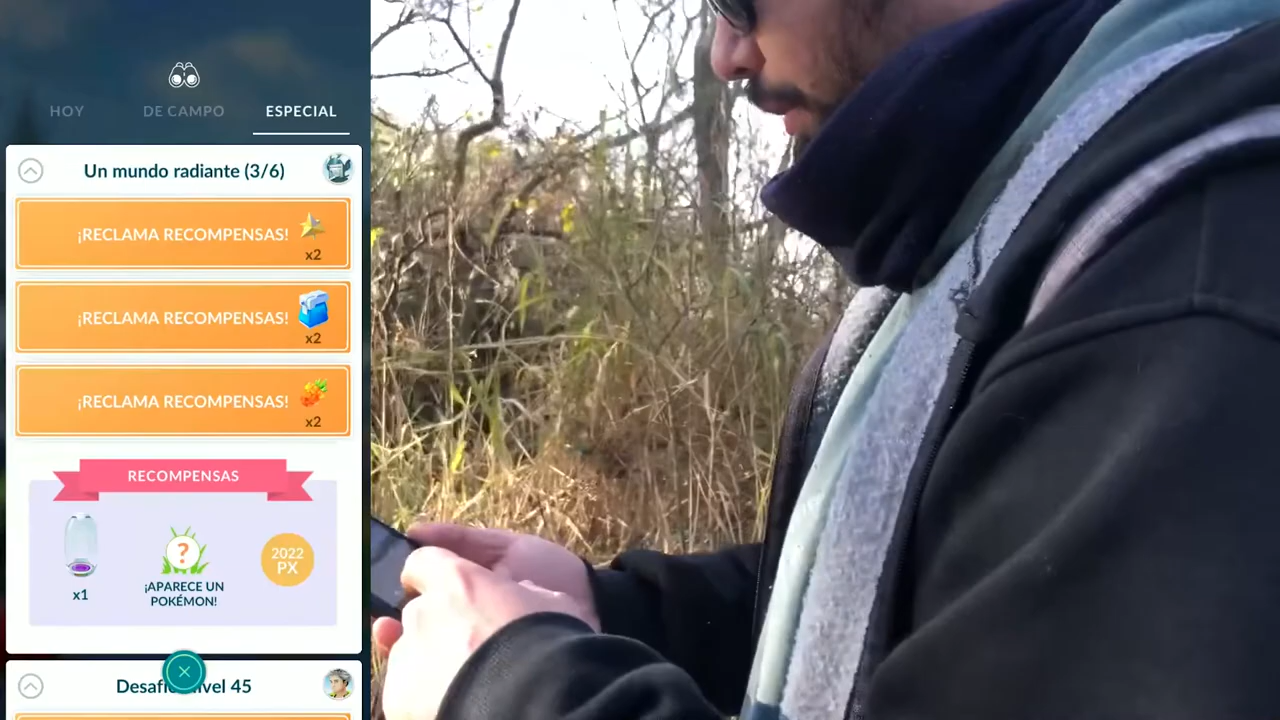 HOY
DE CAMPO
ESPECIAL
Un mundo radiante (3/6)
¡RECLAMA RECOMPENSAS!
x2
¡RECLAMA RECOMPENSAS!
x2
¡RECLAMA RECOMPENSAS!
x2
RECOMPENSAS
x1
?
¡APARECE UN
POKÉMON!
2022
PX
Desafío nivel 45